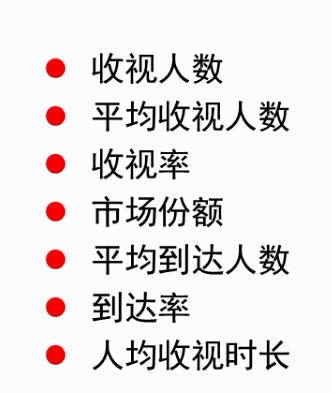 收视人数
平均收视人数
收视率
市场份额
平均到达人数
到达率
人均收视时长